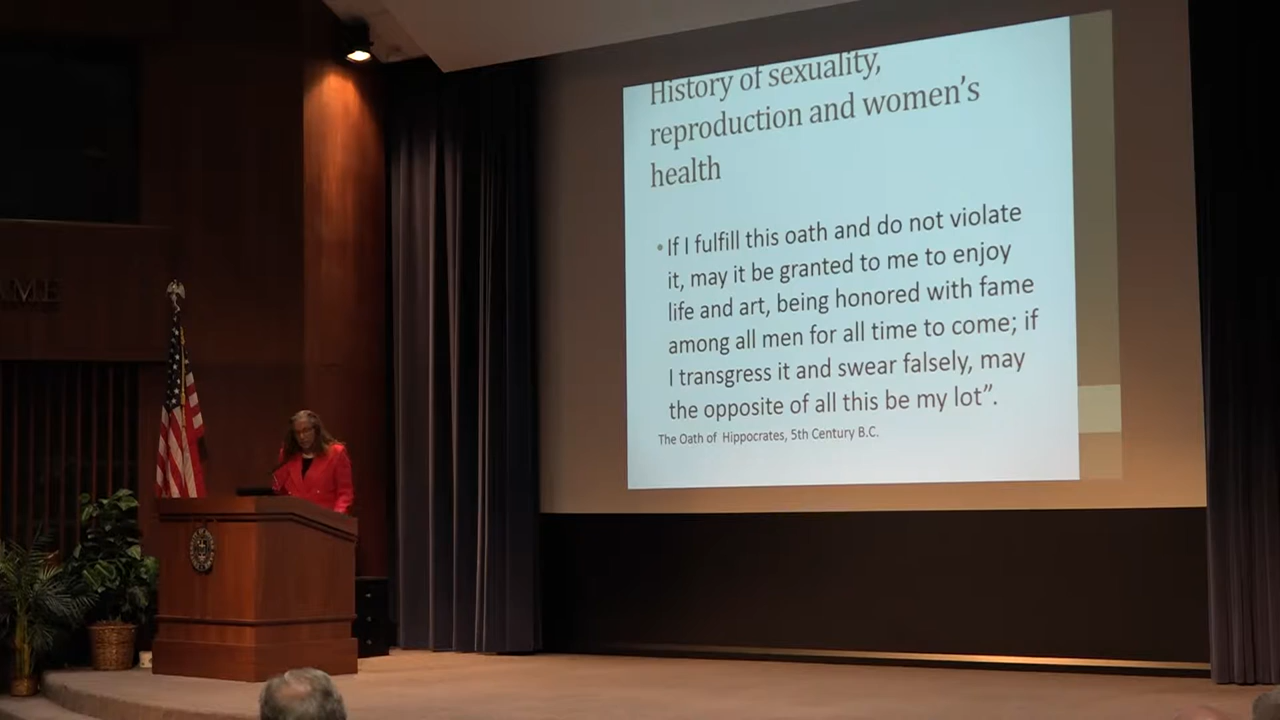 History of sexuality,
reproduction and women's
health
•If I fulfill this oath and do not violate
it, may it be granted to me to enjoy
life and art, being honored with fame
among all men for all time to come; if
I transgress it and swear falsely, may
the opposite of all this be my lot”.
The Oath of Hippocrates, 5th Century B.C.